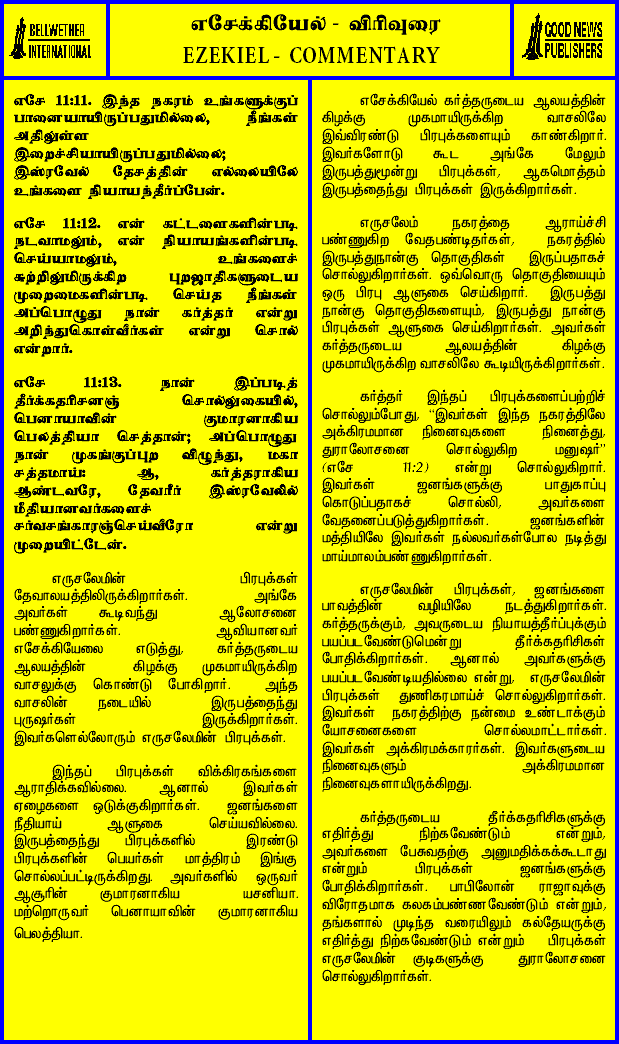 BELLWETHER
INTERNATIONAL
எசேக்கியேல் - விரிவுரை
EZEKIEL - COMMENTARY
GOOD NEWS
PUBLISHERS
எசே 11:11. இந்த நகரம் உங்களுக்குப்
பானையாயிருப்பதுமில்லை, நீங்கள்
அதிலுள்ள
இறைச்சியாயிருப்பதுமில்லை;
இஸ்ரவேல் தேசத்தின் எல்லையிலே
உங்களை நியாயந்தீர்ப்பேன்.
எசே 11:12. என் கட்டளைகளின்படி
நடவாமலும், என் நியாயங்களின்படி
செய்யாமலும், உங்களைச்
சுற்றிலுமிருக்கிற புறஜாதிகளுடைய
முறைமைகளின்படி செய்த நீங்கள்
அப்பொழுது நான் கர்த்தர் என்று
அறிந்துகொள்வீர்கள் என்று சொல்
என்றார்.
எசே 11:13. நான் இப்படித்
தீர்க்கதரிசனஞ் சொல்லுகையில்,
பெனாயாவின் குமாரனாகிய
பெலத்தியா செத்தான்; அப்பொழுது
நான் முகங்குப்புற விழுந்து, மகா
சத்தமாய்: ஆ, கர்த்தராகிய
ஆண்டவரே, தேவரீர் இஸ்ரவேலில்
மீதியானவர்களைச்
சர்வசங்காரஞ்செய்வீரோ என்று
முறையிட்டேன்.
எருசலேமின் பிரபுக்கள்
தேவாலயத்திலிருக்கிறார்கள். அங்கே
அவர்கள் கூடிவந்து ஆலோசனை
பண்ணுகிறார்கள். ஆவியானவர்
எசேக்கியேலை எடுத்து, கர்த்தருடைய
ஆலயத்தின் கிழக்கு முகமாயிருக்கிற
வாசலுக்கு கொண்டு போகிறார். அந்த
வாசலின் நடையில் இருபத்தைந்து
புருஷர்கள் இருக்கிறார்கள்.
இவர்களெல்லோரும் எருசலேமின் பிரபுக்கள்.
இந்தப் பிரபுக்கள் விக்கிரகங்களை
ஆராதிக்கவில்லை. ஆனால் இவர்கள்
ஏழைகளை ஒடுக்குகிறார்கள். ஜனங்களை
நீதியாய் ஆளுகை செய்யவில்லை.
இருபத்தைந்து பிரபுக்களில் இரண்டு
பிரபுக்களின் பெயர்கள் மாத்திரம் இங்கு
சொல்லப்பட்டிருக்கிறது. அவர்களில் ஒருவர்
ஆசூரின் குமாரனாகிய யசனியா.
மற்றொருவர் பெனாயாவின் குமாரனாகிய
பெலத்தியா.
எசேக்கியேல் கர்த்தருடைய ஆலயத்தின்
கிழக்கு முகமாயிருக்கிற வாசலிலே
இவ்விரண்டு பிரபுக்களையும் காண்கிறார்.
இவர்களோடு கூட அங்கே மேலும்
இருபத்துமூன்று பிரபுக்கள், ஆகமொத்தம்
இருபத்தைந்து பிரபுக்கள் இருக்கிறார்கள்.
எருசலேம் நகரத்தை ஆராய்ச்சி
பண்ணுகிற வேதபண்டிதர்கள், நகரத்தில்
இருபத்துநான்கு தொகுதிகள் இருப்பதாகச்
சொல்லுகிறார்கள். ஒவ்வொரு தொகுதியையும்
ஒரு பிரபு ஆளுகை செய்கிறார். இருபத்து
நான்கு தொகுதிகளையும், இருபத்து நான்கு
பிரபுக்கள் ஆளுகை செய்கிறார்கள். அவர்கள்
கர்த்தருடைய ஆலயத்தின் கிழக்கு
முகமாயிருக்கிற வாசலிலே கூடியிருக்கிறார்கள்.
கர்த்தர் இந்தப் பிரபுக்களைப்பற்றிச்
சொல்லும்போது, "இவர்கள் இந்த நகரத்திலே
அக்கிரமமான நினைவுகளை நினைத்து,
துராலோசனை சொல்லுகிற மனுஷர்"
(எசே 11:2) என்று சொல்லுகிறார்.
இவர்கள் ஜனங்களுக்கு பாதுகாப்பு
கொடுப்பதாகச் சொல்லி, அவர்களை
வேதனைப்படுத்துகிறார்கள். ஜனங்களின்
மத்தியிலே இவர்கள் நல்லவர்கள்போல நடித்து
மாய்மாலம்பண்ணுகிறார்கள்.
எருசலேமின் பிரபுக்கள், ஜனங்களை
பாவத்தின் வழியிலே நடத்துகிறார்கள்.
கர்த்தருக்கும், அவருடைய நியாயத்தீர்ப்புக்கும்
பயப்படவேண்டுமென்று தீர்க்கதரிசிகள்
போதிக்கிறார்கள். ஆனால் அவர்களுக்கு
பயப்படவேண்டியதில்லை என்று, எருசலேமின்
பிரபுக்கள் துணிகரமாய்ச் சொல்லுகிறார்கள்.
இவர்கள் நகரத்திற்கு நன்மை உண்டாக்கும்
யோசனைகளை சொல்லமாட்டார்கள்.
இவர்கள் அக்கிரமக்காரர்கள். இவர்களுடைய
நினைவுகளும் அக்கிரமமான
நினைவுகளாயிருக்கிறது.
கர்த்தருடைய தீர்க்கதரிசிகளுக்கு
எதிர்த்து நிற்கவேண்டும் என்றும்,
அவர்களை பேசுவதற்கு அனுமதிக்கக்கூடாது
என்றும் பிரபுக்கள் ஜனங்களுக்கு
போதிக்கிறார்கள். பாபிலோன் ராஜாவுக்கு
விரோதமாக கலகம்பண்ணவேண்டும் என்றும்,
தங்களால் முடிந்த வரையிலும் கல்தேயருக்கு
எதிர்த்து நிற்கவேண்டும் என்றும் பிரபுக்கள்
எருசலேமின் குடிகளுக்கு துராலோசனை
சொல்லுகிறார்கள்.